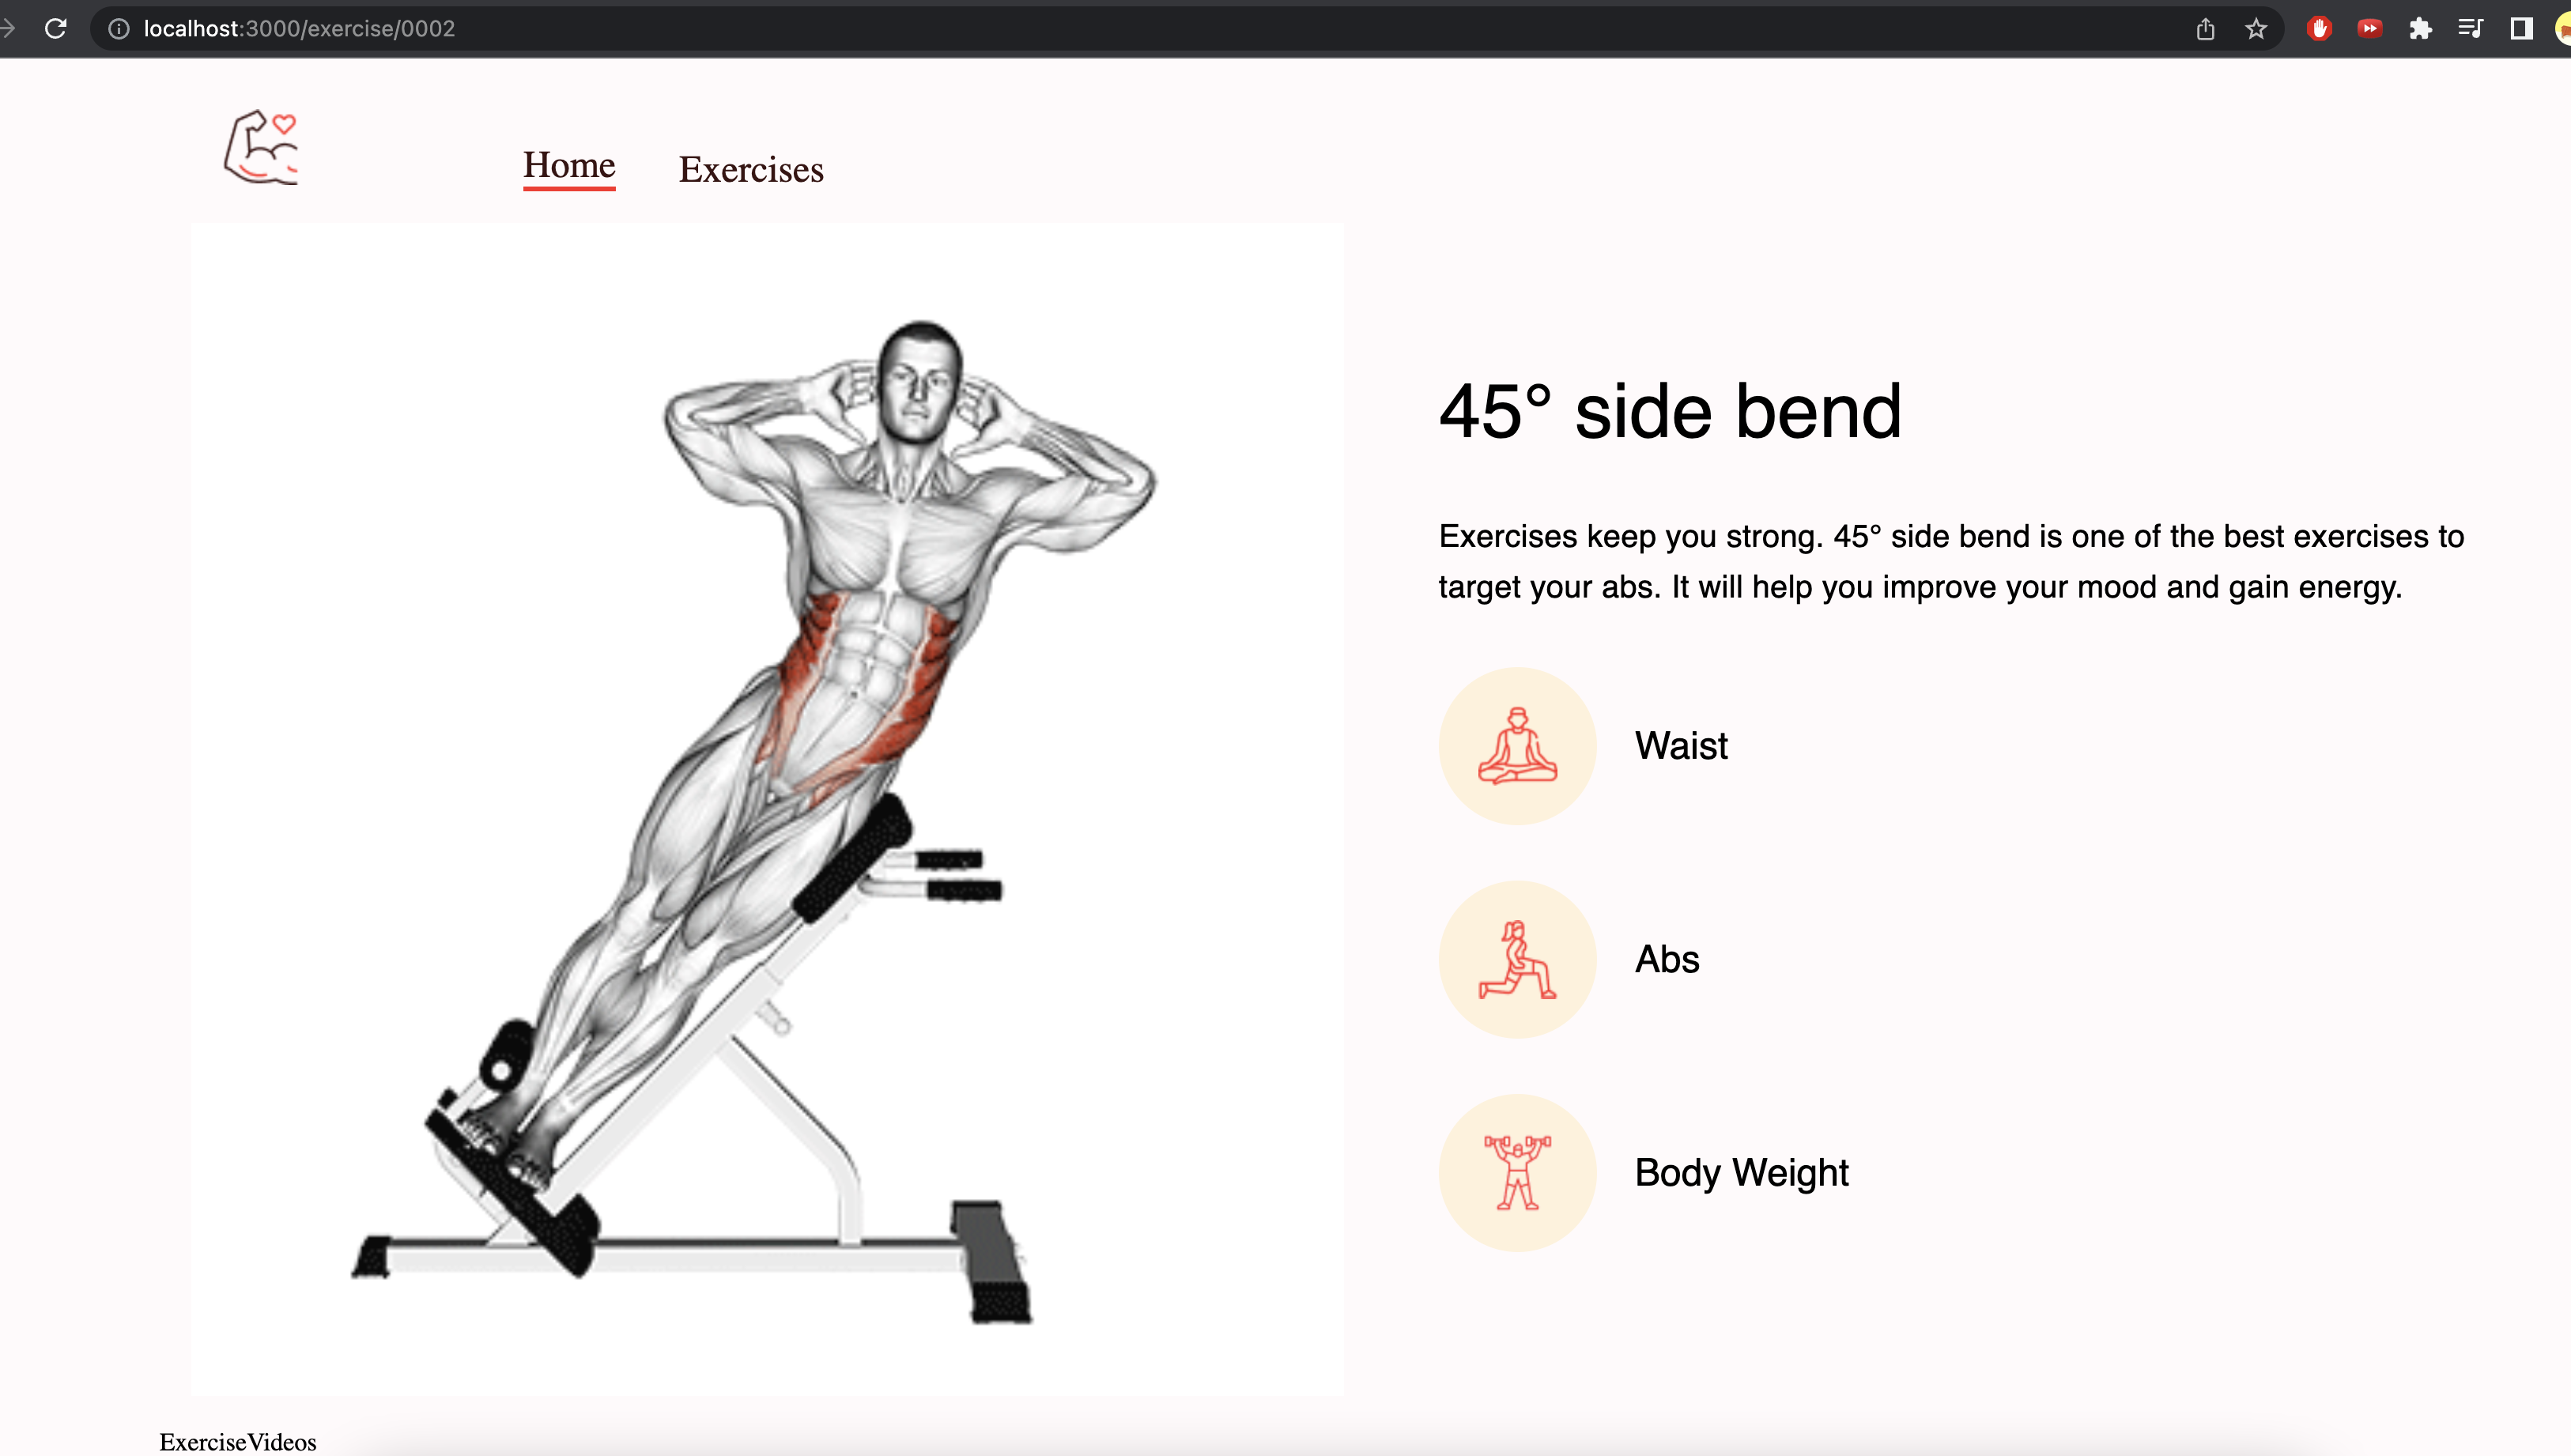 localhost:3000/exercise/0002
Home Exercises
45° side bend
Exercises keep you strong. 45° side bend is one of the best exercises to
target your abs. It will help you improve your mood and gain energy.
Waist
Abs
Body Weight
ExerciseVideos